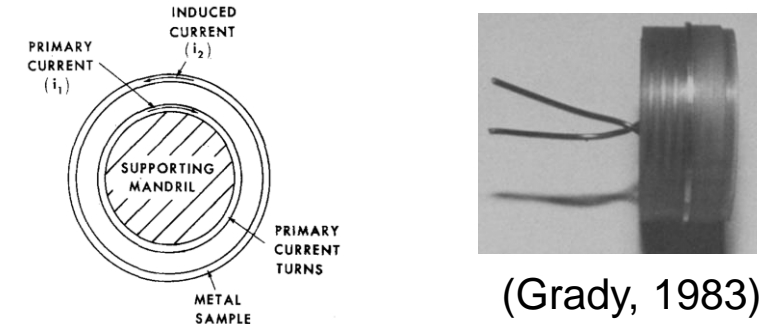 INDUCED
CURRENT
(i₂)
PRIMARY
CURRENT
(i₁)
SUPPORTING
MANDRIL
PRIMARY
CURRENT
TURNS
METAL
SAMPLE
(Grady, 1983)